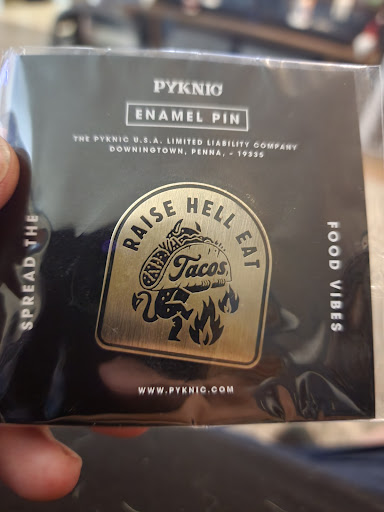 PYKNIC
ENAMEL PIN
THE PYKNIC U.S.A. LIMITED LIABILITY COMPANY
DOWNINGTOWN, PENNA, - 19335
SPREAD THE
RAISE HELL EAT
Tacos
FOOD VIBES
WWW.PYKNIC.COM